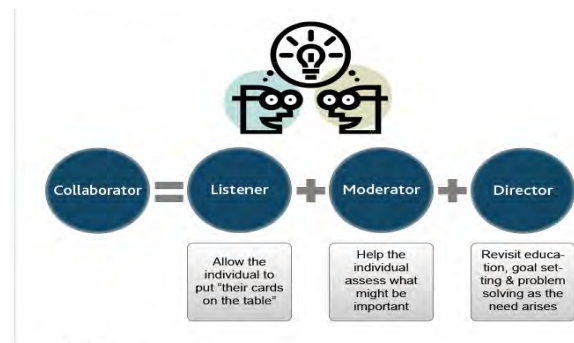 Collaborator = Listener + Moderator + Director
Allow the
individual to
put "their cards
on the table"
Help the
individual
assess what
might be
important
Revisit educa-
tion, goal set-
ting & problem
solving as the
need arises